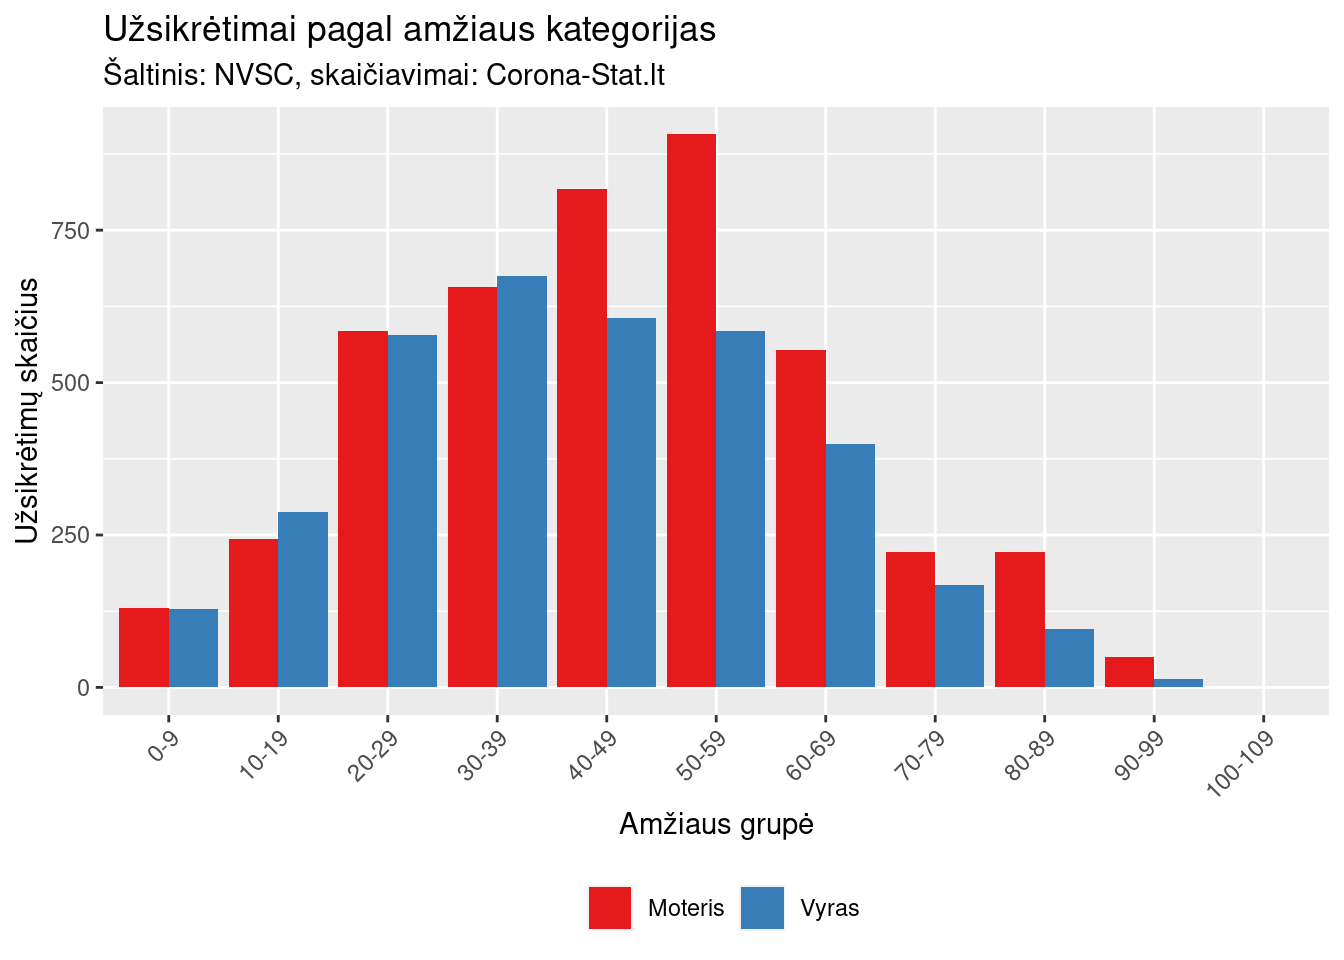 Užsikrėtimai pagal amžiaus kategorijas
Šaltinis: NVSC, skaičiavimai: Corona-Stat.lt
Užsikrėtimų skaičius
750
500
250
0
0-9
10-19
20-29
30-39
40-49
50-59
60-69
70-79
80-89
90-99
100-109
Amžiaus grupė
Moteris
Vyras